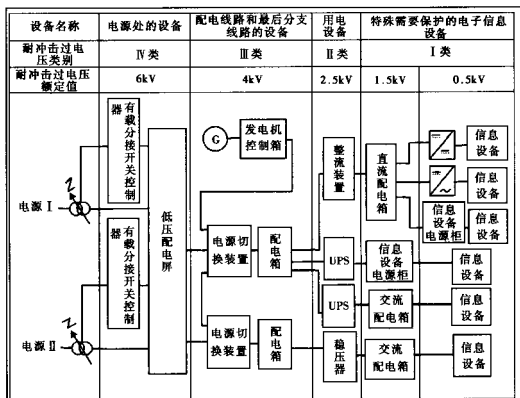 设备名称
电源处的设备
配电线路和最后分支
线路的设备
用电
设备
特殊需要保护的电子信息
设备
耐冲击过电
压类别
Ⅳ 类
Ⅲ 类
Ⅱ 类
Ⅰ 类
耐冲击过电压
额定值
6kV
4kV
2.5kV
1.5kV
0.5kV
有载分接开关控制
器
有载分接开关控制
器
电源Ⅰ
电源Ⅱ
低压配电屏
G
发电机
控制箱
电源切
换装置
配电箱
电源切
换装置
配电箱
整流装置
UPS
UPS
稳压器
直流配电箱
信息
设备
信息
设备
信息
设备
电源柜
信息
设备
信息
设备
电源柜
信息
设备
交流
配电箱
信息
设备
交流
配电箱
信息
设备